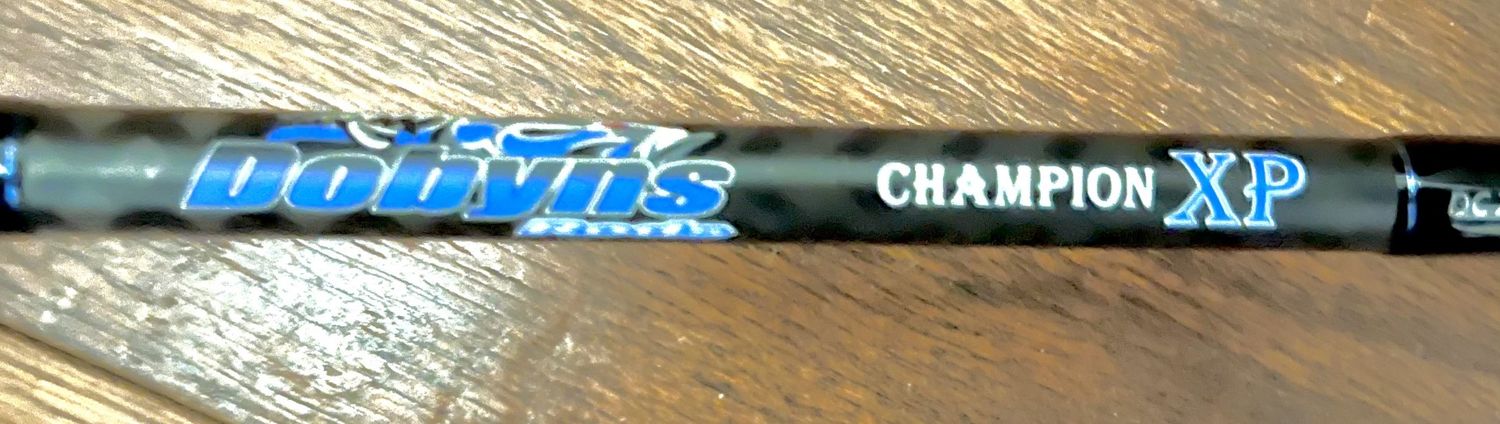 Dobyns
Rods
CHAMPION XP